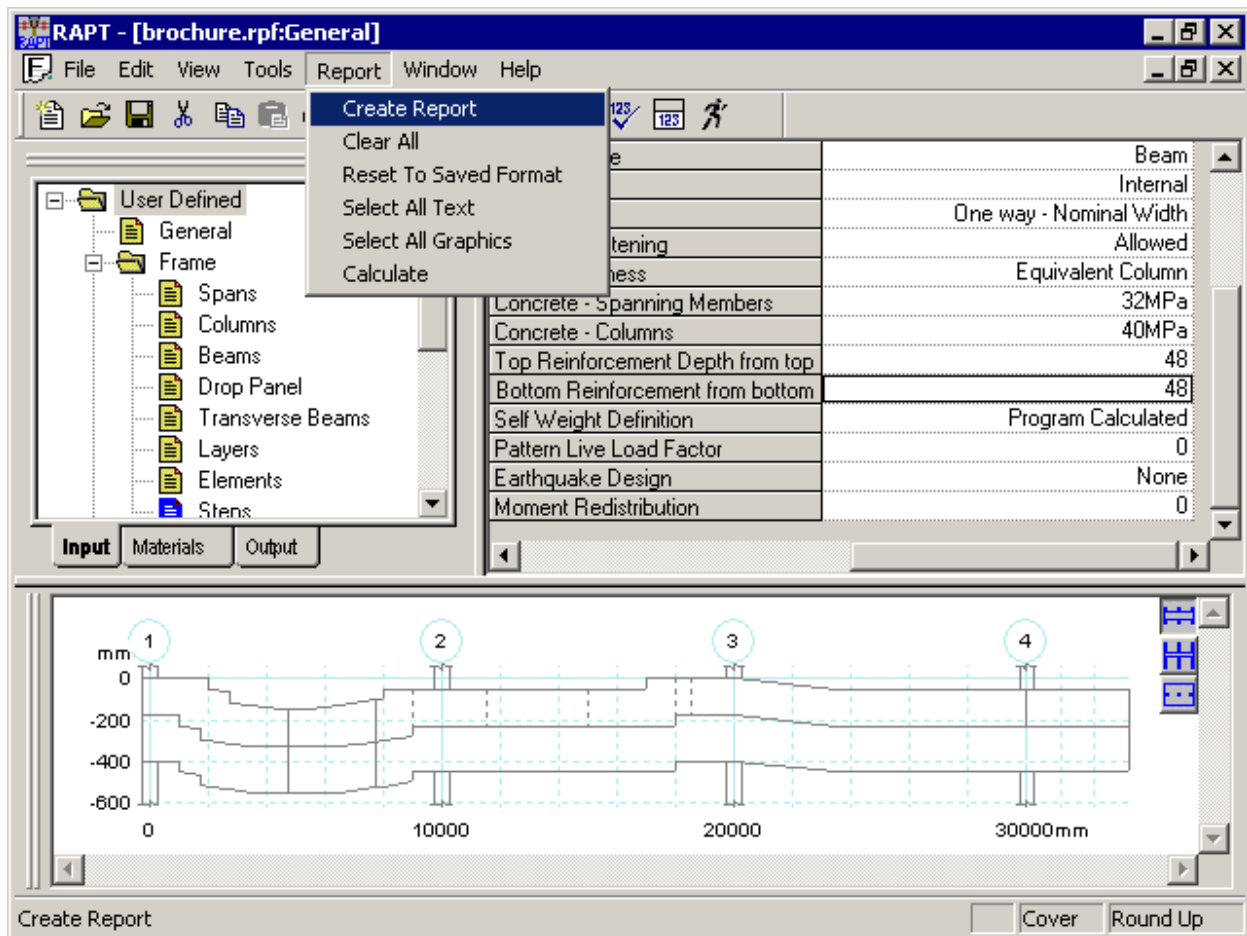 RAPT - [brochure.rpf:General]
File Edit View Tools Report Window Help
Create Report
Clear All
Reset To Saved Format
Select All Text
Select All Graphics
Calculate
User Defined
General
Frame
Spans
Columns
Beams
Drop Panel
Transverse Beams
Layers
Elements
Steps
Input Materials Output
e Beam
Internal
One way - Nominal Width
tening Allowed
ness Equivalent Column
Concrete - Spanning Members 32MPa
Concrete - Columns 40MPa
Top Reinforcement Depth from top 48
Bottom Reinforcement from bottom 48
Self Weight Definition Program Calculated
Pattern Live Load Factor 0
Earthquake Design None
Moment Redistribution 0
1 2 3 4
mm
0
-200
-400
-600
0 10000 20000 30000mm
Create Report Cover Round Up